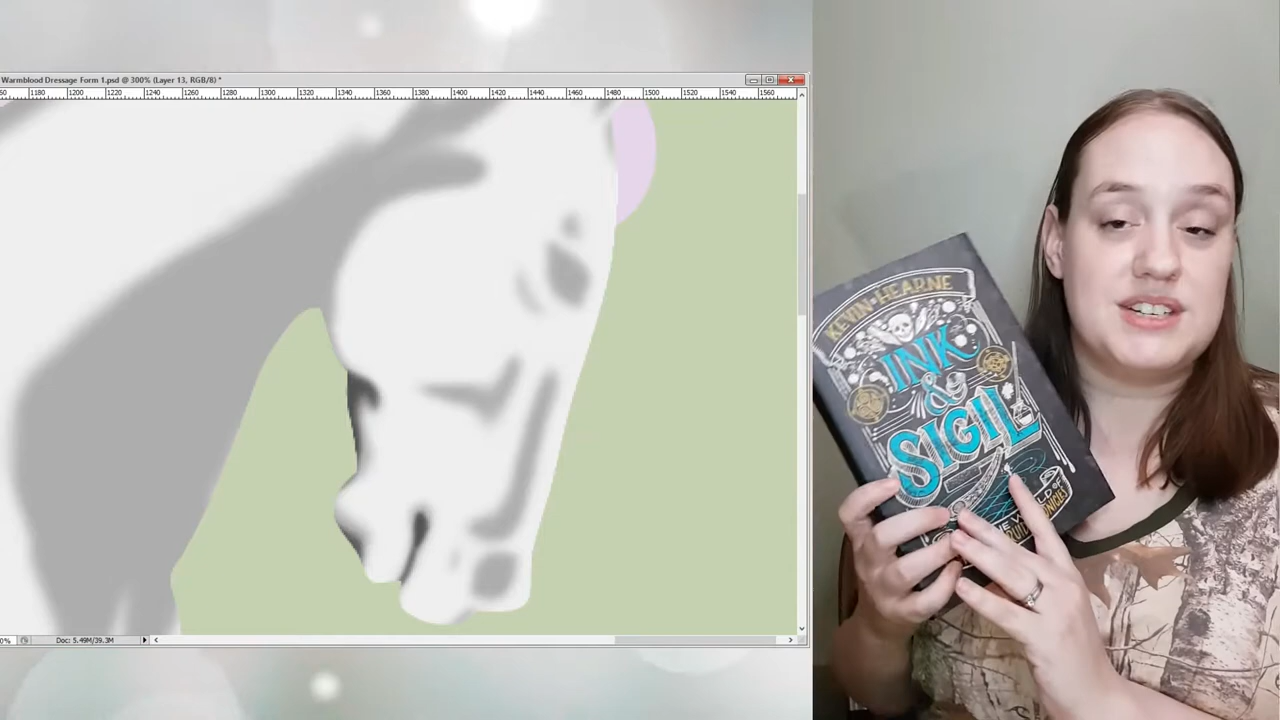 Warmblood Dressage Form 1.psd @ 300% (Layer 13, RGB/8) *
50 1180 1200 1220 1240 1260 1280 1300 1320 1340 1360 1380 1400 1420 1440 1460 1480 1500 1520 1540 1560
0% Doc: 5.49M/39.3M
KEVIN HEARNE
INK
&
SIGIL